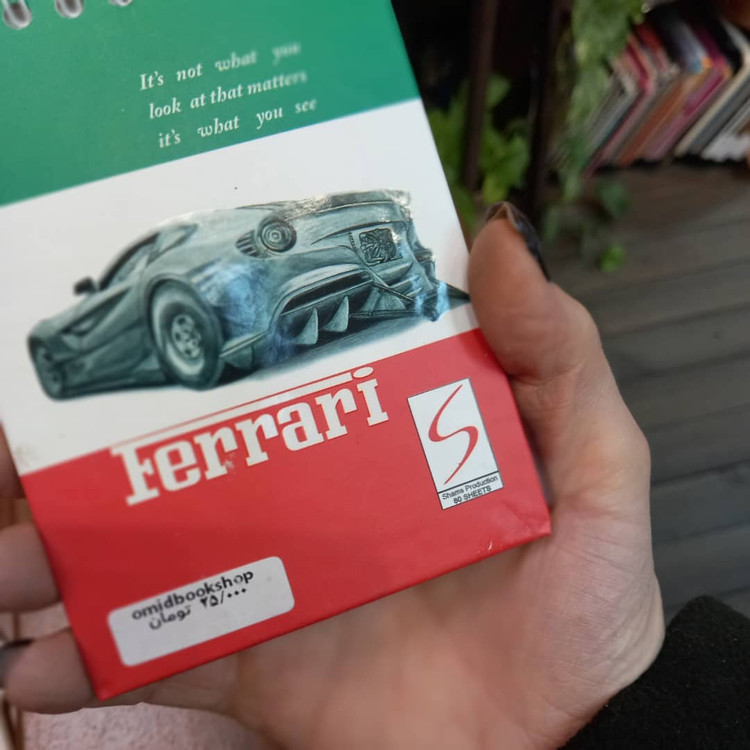 It's not what you
look at that matters
it's what you see
Ferrari
Shams Production
80 SHEETS
omidbookshop
۲۵/۰۰۰ تومان